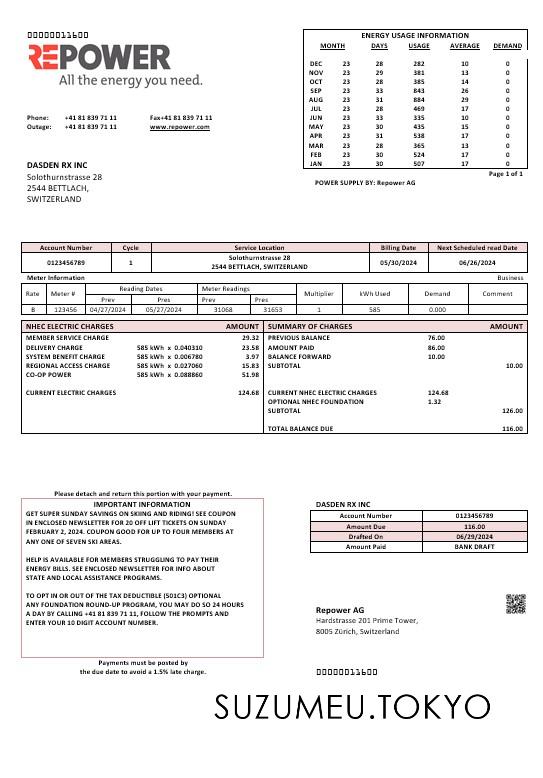 00000011600
REPOWER
All the energy you need.
Phone: +41 81 839 71 11 Fax+41 81 839 71 11
Outage: +41 81 839 71 11 www.repower.com
DASDEN RX INC
Solothurnstrasse 28
2544 BETTLACH,
SWITZERLAND
ENERGY USAGE INFORMATION
MONTH DAYS USAGE AVERAGE DEMAND
DEC 23 28 282 10 0
NOV 23 29 381 13 0
OCT 23 28 385 14 0
SEP 23 33 843 26 0
AUG 23 31 884 29 0
JUL 23 28 469 17 0
JUN 23 33 335 10 0
MAY 23 30 435 15 0
APR 23 31 538 17 0
MAR 23 28 365 13 0
FEB 23 30 524 17 0
JAN 23 30 507 17 0
Page 1 of 1
POWER SUPPLY BY: Repower AG
Account Number Cycle Service Location Billing Date Next Scheduled read Date
0123456789 1 Solothurnstrasse 28 05/30/2024 06/26/2024
2544 BETTLACH, SWITZERLAND
Meter Information Business
Rate Meter # Reading Dates Meter Readings Multiplier kWh Used Demand Comment
Prev Pres Prev Pres
B 123456 04/27/2024 05/27/2024 31068 31653 1 585 0.000
NHEC ELECTRIC CHARGES AMOUNT
MEMBER SERVICE CHARGE 29.32
DELIVERY CHARGE 585 kWh x 0.040310 23.58
SYSTEM BENEFIT CHARGE 585 kWh x 0.006780 3.97
REGIONAL ACCESS CHARGE 585 kWh x 0.027060 15.83
CO-OP POWER 585 kWh x 0.088860 51.98
CURRENT NHEC ELECTRIC CHARGES 124.68
SUMMARY OF CHARGES AMOUNT
PREVIOUS BALANCE 76.00
AMOUNT PAID 86.00
BALANCE FORWARD 10.00
SUBTOTAL 10.00
CURRENT NHEC ELECTRIC CHARGES 124.68
OPTIONAL NHEC FOUNDATION 1.32
SUBTOTAL 126.00
TOTAL BALANCE DUE 116.00
Please detach and return this portion with your payment.
IMPORTANT INFORMATION
GET SUPER SUNDAY SAVINGS ON SKIING AND RIDING! SEE COUPON
IN ENCLOSED NEWSLETTER FOR 20 OFF LIFT TICKETS ON SUNDAY
FEBRUARY 2, 2024. COUPON GOOD FOR UP TO FOUR MEMBERS AT
ANY ONE OF SEVEN SKI AREAS.
HELP IS AVAILABLE FOR MEMBERS STRUGGLING TO PAY THEIR
ENERGY BILLS. SEE ENCLOSED NEWSLETTER FOR INFO ABOUT
STATE AND LOCAL ASSISTANCE PROGRAMS.
TO OPT IN OR OUT OF THE TAX DEDUCTIBLE (501C3) OPTIONAL
ANY FOUNDATION ROUND-UP PROGRAM, YOU MAY DO SO 24 HOURS
A DAY BY CALLING +41 81 839 71 11, FOLLOW THE PROMPTS AND
ENTER YOUR 10 DIGIT ACCOUNT NUMBER.
Payments must be posted by
the due date to avoid a 1.5% late charge.
DASDEN RX INC
Account Number 0123456789
Amount Due 116.00
Drafted On 06/29/2024
Amount Paid BANK DRAFT
Repower AG
Hardstrasse 201 Prime Tower,
8005 Zürich, Switzerland
00000011600
SUZUMEU.TOKYO